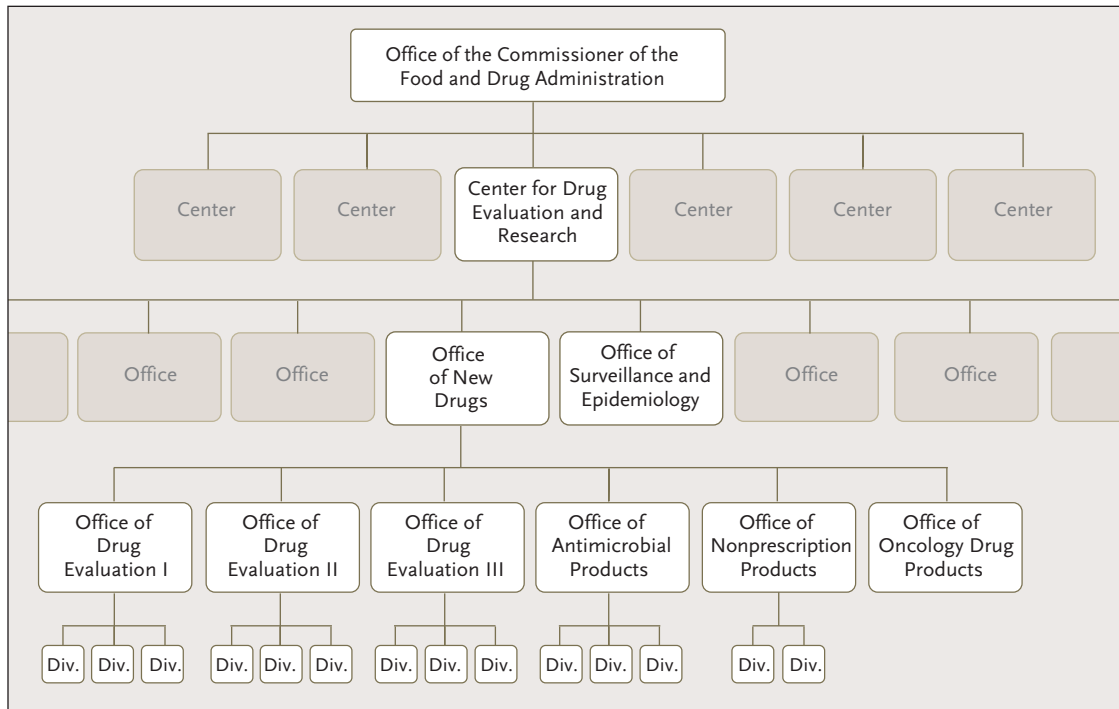 Office of the Commissioner of the
Food and Drug Administration
Center
Center
Center for Drug
Evaluation and
Research
Center
Center
Center
Office
Office
Office
of New
Drugs
Office of
Surveillance and
Epidemiology
Office
Office
Office of
Drug
Evaluation I
Office of
Drug
Evaluation II
Office of
Drug
Evaluation III
Office of
Antimicrobial
Products
Office of
Nonprescription
Products
Office of
Oncology Drug
Products
Div.
Div.
Div.
Div.
Div.
Div.
Div.
Div.
Div.
Div.
Div.
Div.
Div.
Div.